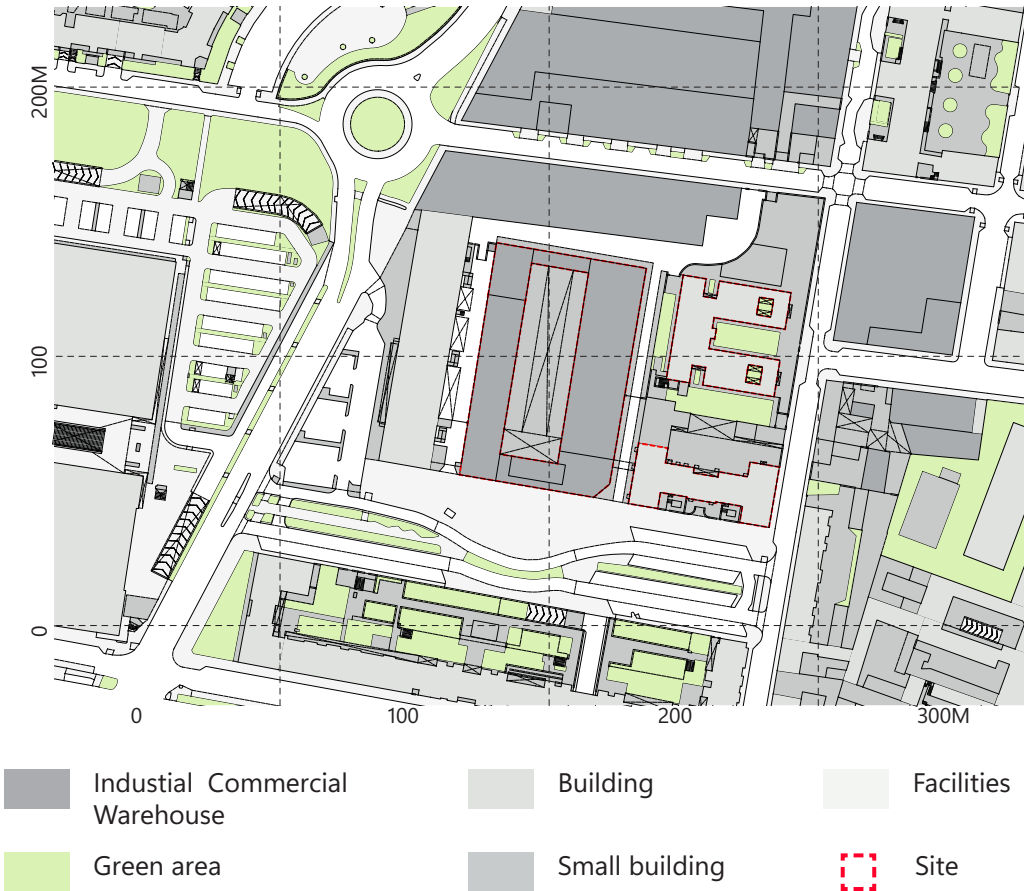 200M
100
0
0
100
200
300M
Industial Commercial
Warehouse
Building
Facilities
Green area
Small building
Site